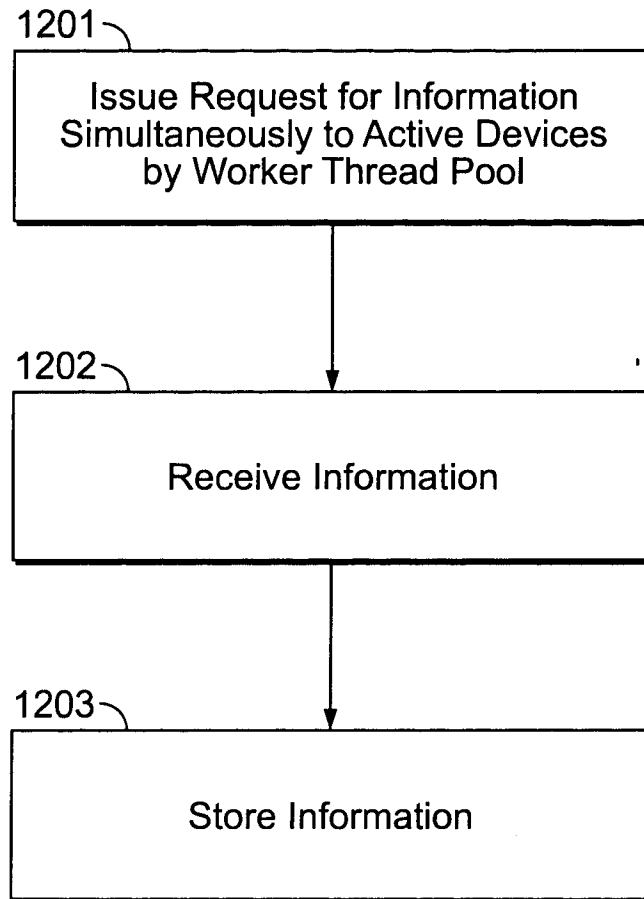 1201
Issue Request for Information
Simultaneously to Active Devices
by Worker Thread Pool
1202
Receive Information
1203
Store Information